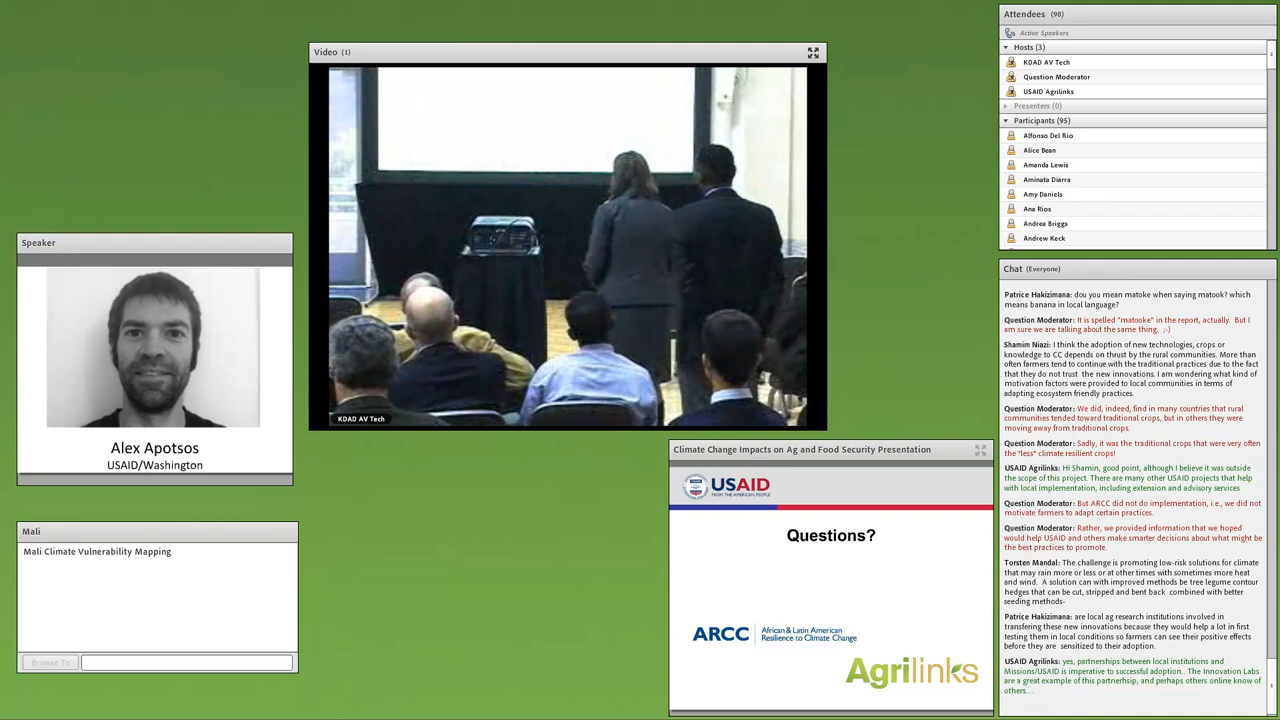 Speaker
Alex Apotsos
USAID/Washington
Mali
Mali Climate Vulnerability Mapping
Browse To
Video (1)
KDAD AV Tech
Climate Change Impacts on Ag and Food Security Presentation
USAID
FROM THE AMERICAN PEOPLE
Questions?
ARCC
African & Latin American
Resilience to Climate Change
Agrilinks
Attendees (98)
Active Speakers
Hosts (3)
KDAD AV Tech
Question Moderator
USAID Agrilinks
Presenters (0)
Participants (95)
Alfonso Del Rio
Alice Bean
Amanda Lewis
Aminata Diarra
Amy Daniels
Ana Rios
Andrea Briggs
Andrew Keck
Chat (Everyone)
Patrice Hakizimana: dou you mean matoke when saying matook? which
means banana in local language?
Question Moderator: It is spelled "matooke" in the report, actually. But I
am sure we are talking about the same thing. ;-)
Shamim Niazi: I think the adoption of new technologies, crops or
knowledge to CC depends on thrust by the rural communities. More than
often farmers tend to continue with the traditional practices due to the fact
that they do not trust the new innovations. I am wondering what kind of
motivation factors were provided to local communities in terms of
adapting ecosystem friendly practices.
Question Moderator: We did, indeed, find in many countries that rural
communities tended toward traditional crops, but in others they were
moving away from traditional crops.
Question Moderator: Sadly, it was the traditional crops that were very often
the *less* climate resilient crops!
USAID Agrilinks: Hi Shamin, good point, although I believe it was outside
the scope of this project. There are many other USAID projects that help
with local implementation, including extension and advisory services
Question Moderator: But ARCC did not do implementation, i.e., we did not
motivate farmers to adapt certain practices.
Question Moderator: Rather, we provided information that we hoped
would help USAID and others make smarter decisions about what might be
the best practices to promote.
Torsten Mandal: The challenge is promoting low-risk solutions for climate
that may rain more or less or at other times with sometimes more heat
and wind. A solution can with improved methods be tree legume contour
hedges that can be cut, stripped and bent back combined with better
seeding methods-
Patrice Hakizimana: are local ag research institutions involved in
transfering these new innovations because they would help a lot in first
testing them in local conditions so farmers can see their positive effects
before they are sensitized to their adoption.
USAID Agrilinks: yes, partnerships between local institutions and
Missions/USAID is imperative to successful adoption.. The Innovation Labs
are a great example of this partnerhsip, and perhaps others online know of
others....